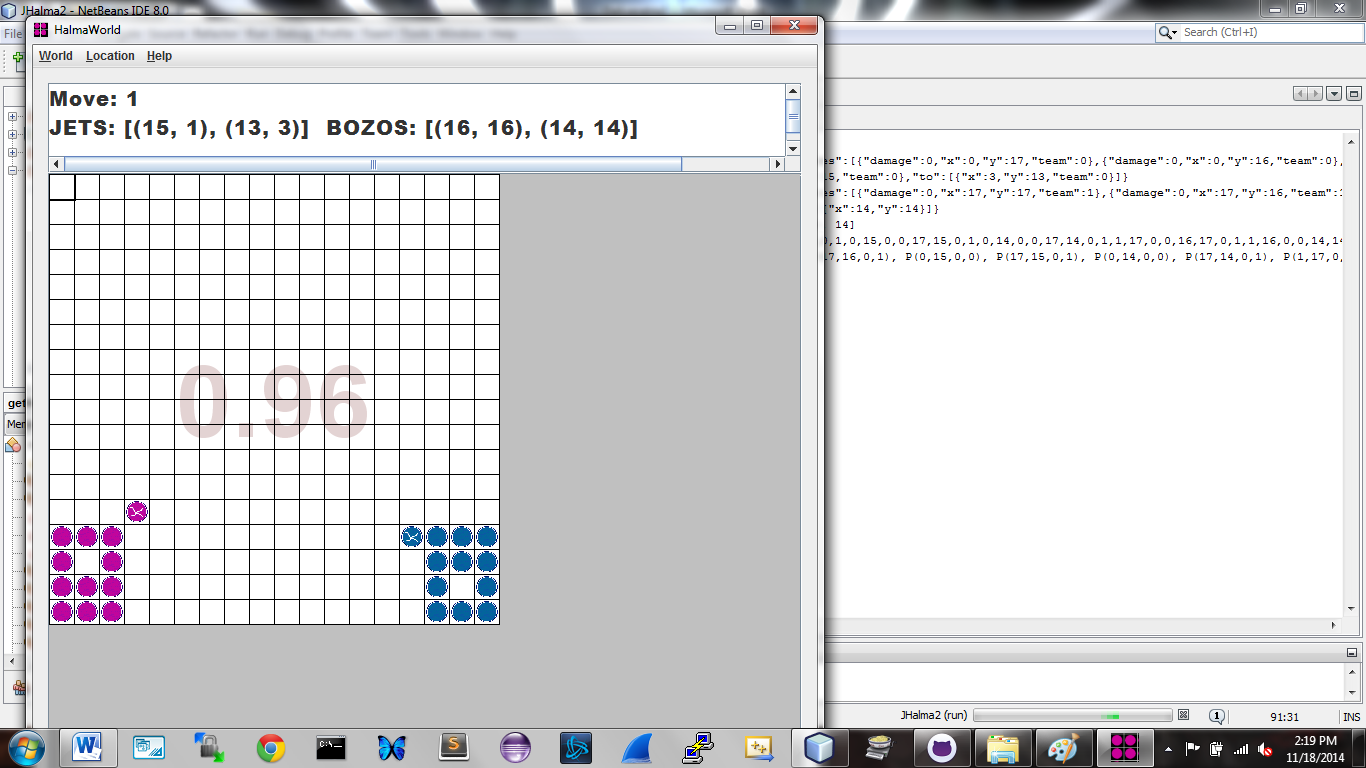 JHalma2 - NetBeans IDE 8.0
HalmaWorld
File
Search (Ctrl+I)
World Location Help
Move: 1
JETS: [(15, 1), (13, 3)] BOZOS: [(16, 16), (14, 14)]
es":[{"damage":0,"x":0,"y":17,"team":0},{"damage":0,"x":0,"y":16,"team":0},
15,"team":0},"to":[{"x":3,"y":13,"team":0}]}
es":[{"damage":0,"x":17,"y":17,"team":1},{"damage":0,"x":17,"y":16,"team":1
{"x":14,"y":14}]}
14]
0,1,0,15,0,0,17,15,0,1,0,14,0,0,17,14,0,1,1,17,0,0,16,17,0,1,1,16,0,0,14,14
17,16,0,1), P(0,15,0,0), P(17,15,0,1), P(0,14,0,0), P(17,14,0,1), P(1,17,0,
0.96
get
Mem
JHalma2 (run)
1
91:31
INS
2:19 PM
11/18/2014